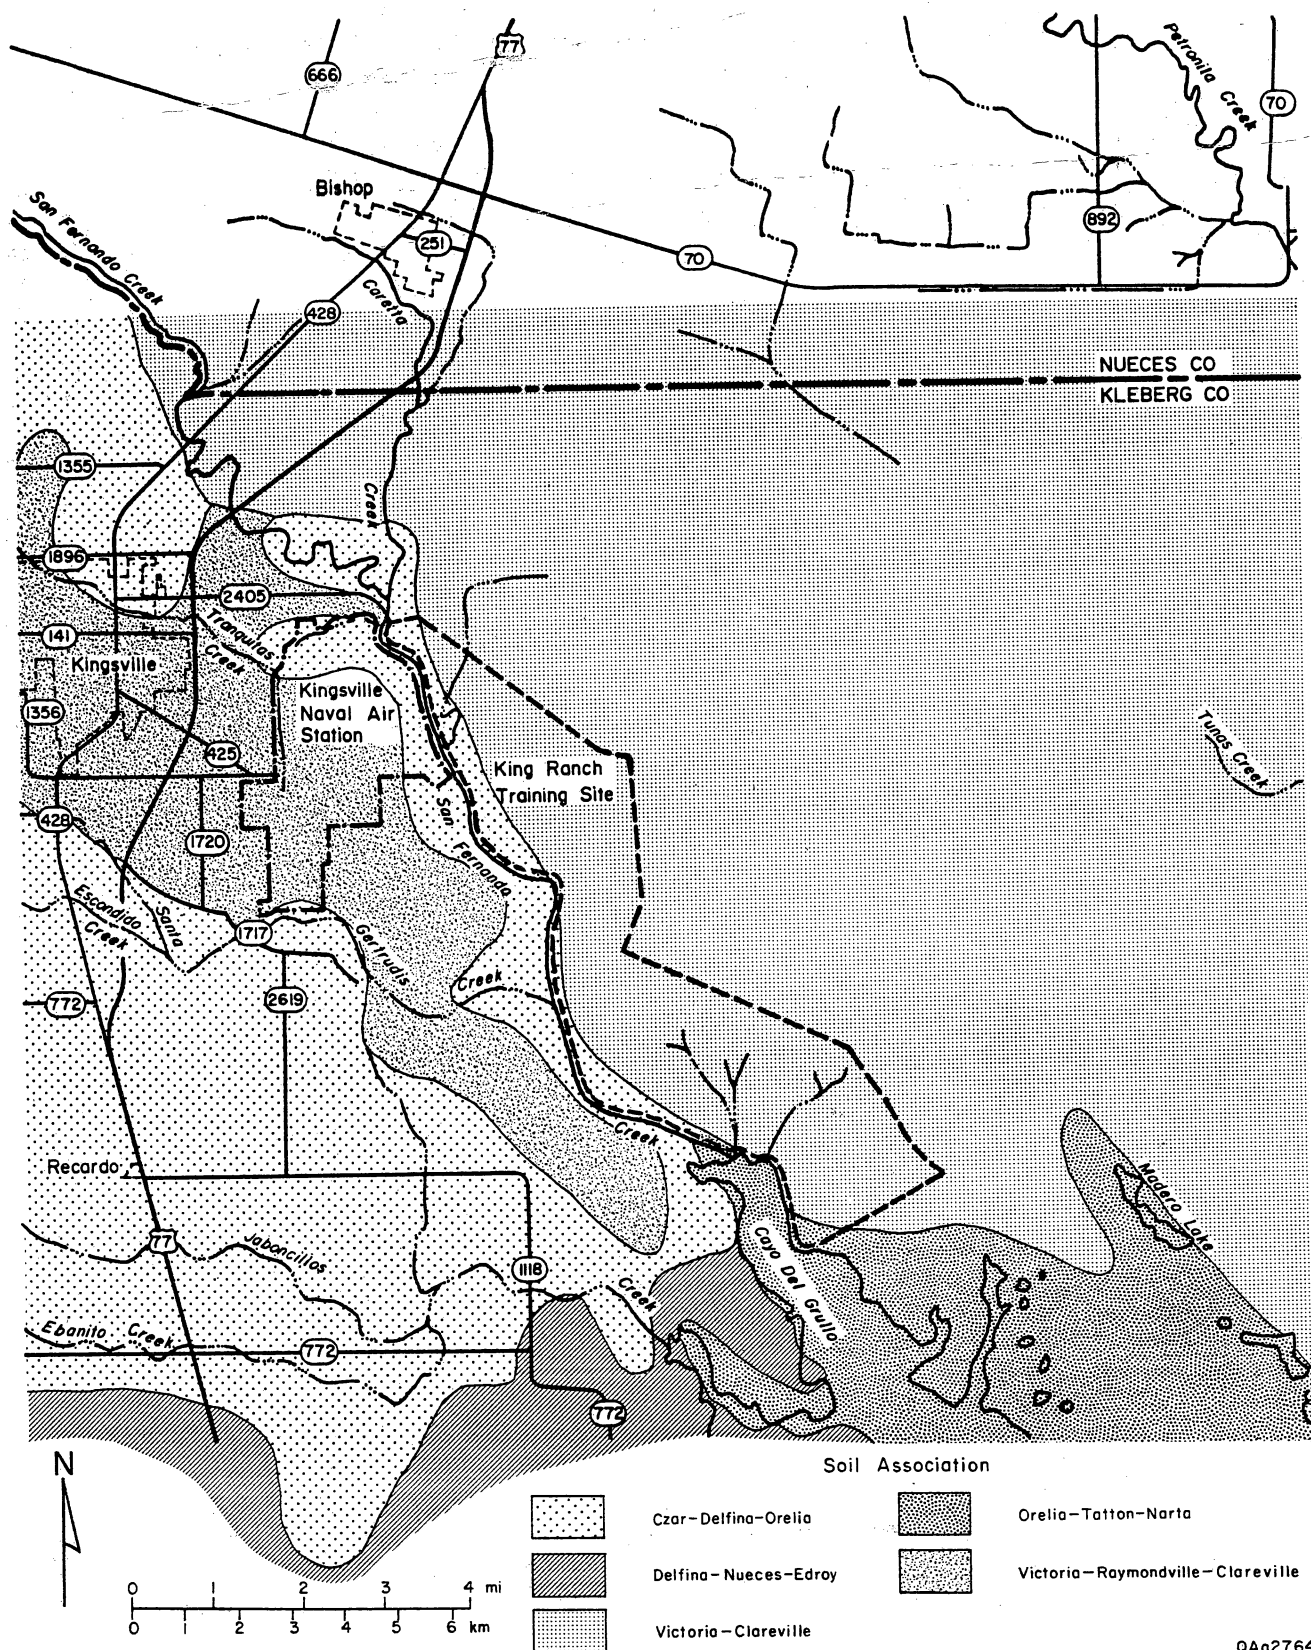 77
666
Petronila Creek
70
Bishop
San Fernando Creek
251
892
70
Caretta
428
NUECES CO
KLEBERG CO
1355
Creek
1896
2405
Tranquitas
Creek
141
Kingsville
Kingsville
Naval Air
Station
1356
Tunas Creek
425
King Ranch
Training Site
San
428
1720
Fernando
Escondido
Creek
Santa
1717
Gertrudis
Creek
772
2619
Creek
Recardo
Madero Lake
77
Jaboncillos
Cayo Del Grullo
1118
Creek
Ebanito Creek
772
772
N
Soil Association
Czar-Delfina-Orelia
Orelia-Tatton-Narta
Delfina-Nueces-Edroy
Victoria-Raymondville-Clareville
Victoria-Clareville
0 1 2 3 4 mi
0 1 2 3 4 5 6 km
QAa2764